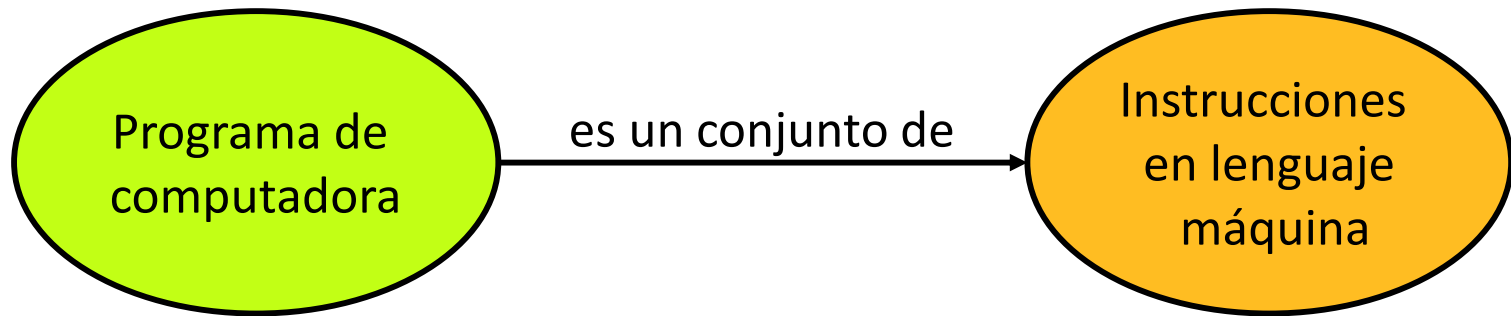 Programa de
computadora
es un conjunto de
Instrucciones
en lenguaje
máquina